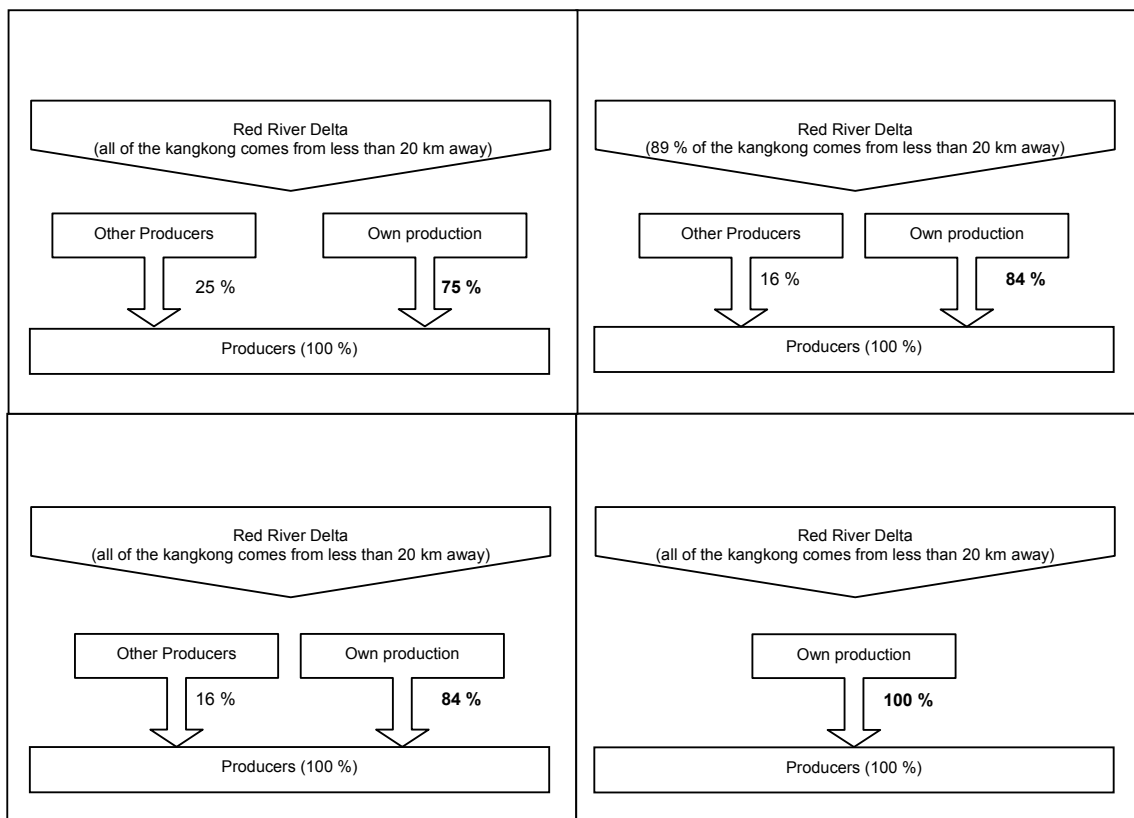 Red River Delta
(all of the kangkong comes from less than 20 km away)
Other Producers
Own production
25 %
75 %
Producers (100 %)
Red River Delta
(89 % of the kangkong comes from less than 20 km away)
Other Producers
Own production
16 %
84 %
Producers (100 %)
Red River Delta
(all of the kangkong comes from less than 20 km away)
Other Producers
Own production
16 %
84 %
Producers (100 %)
Red River Delta
(all of the kangkong comes from less than 20 km away)
Own production
100 %
Producers (100 %)